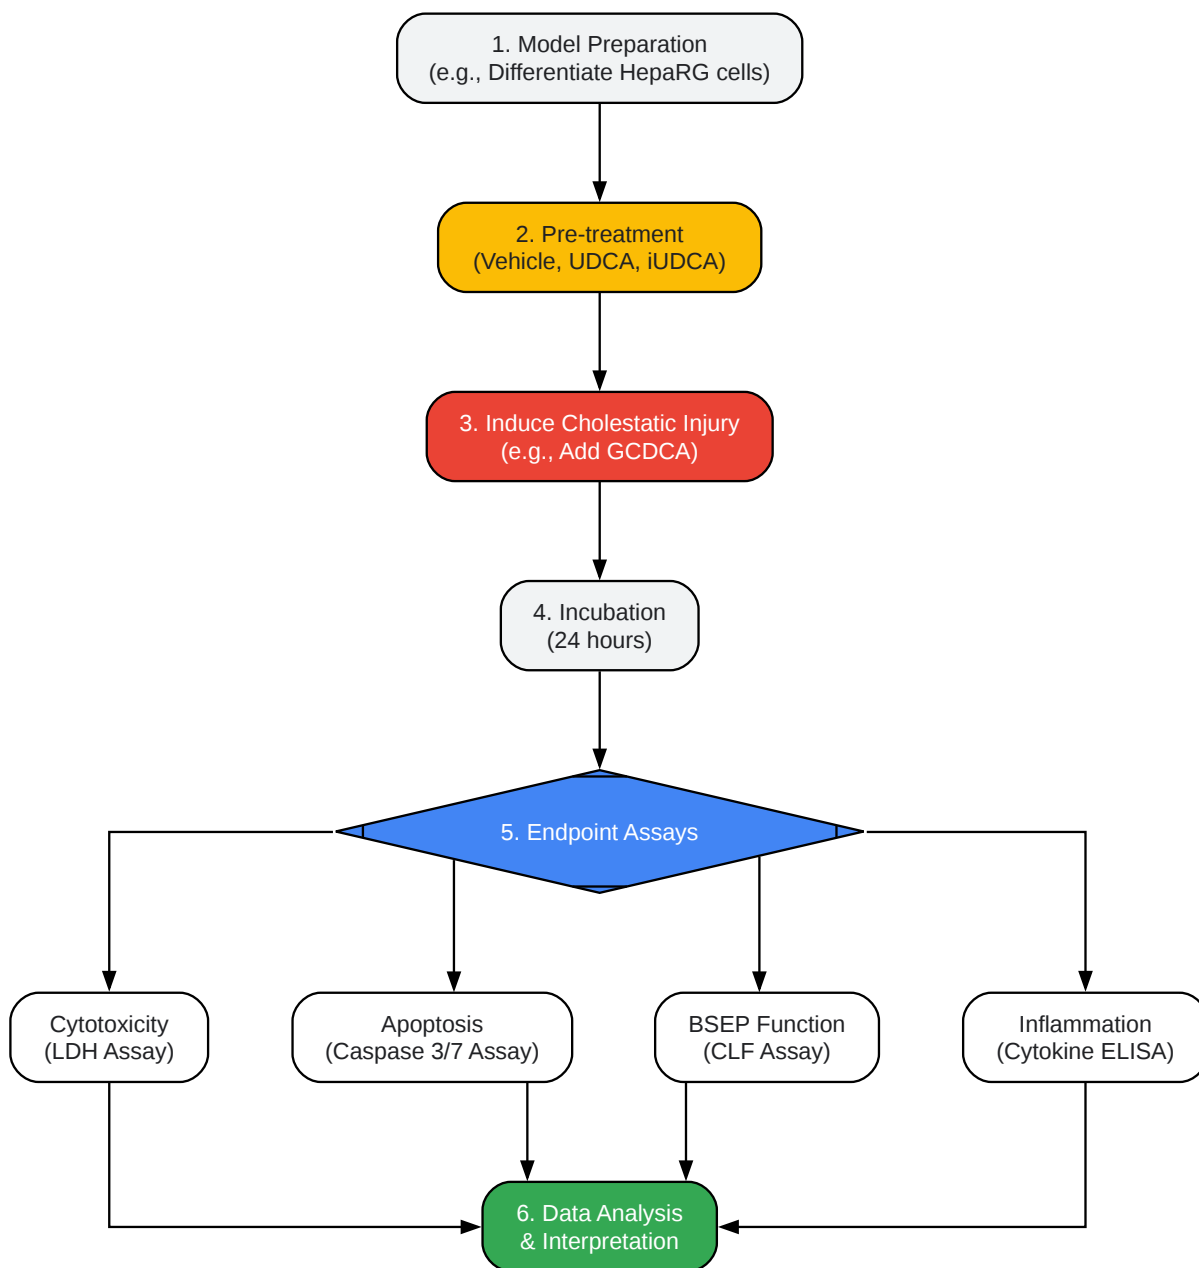 1. Model Preparation
(e.g., Differentiate HepaRG cells)
2. Pre-treatment
(Vehicle, UDCA, iUDCA)
3. Induce Cholestatic Injury
(e.g., Add GCDCA)
4. Incubation
(24 hours)
5. Endpoint Assays
Cytotoxicity
(LDH Assay)
Apoptosis
(Caspase 3/7 Assay)
BSEP Function
(CLF Assay)
Inflammation
(Cytokine ELISA)
6. Data Analysis
& Interpretation